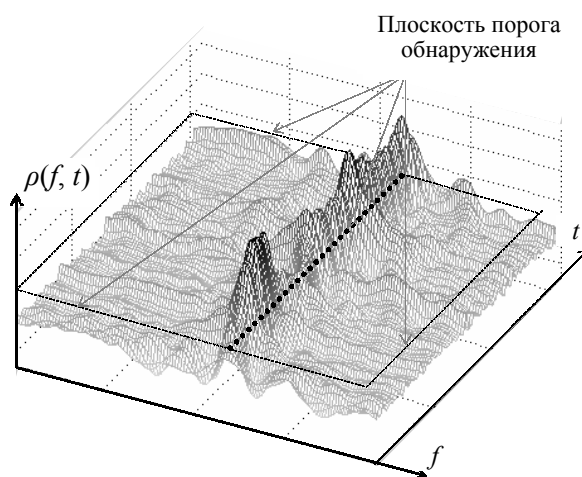 Плоскость порога
обнаружения
ρ(f, t)
t
f